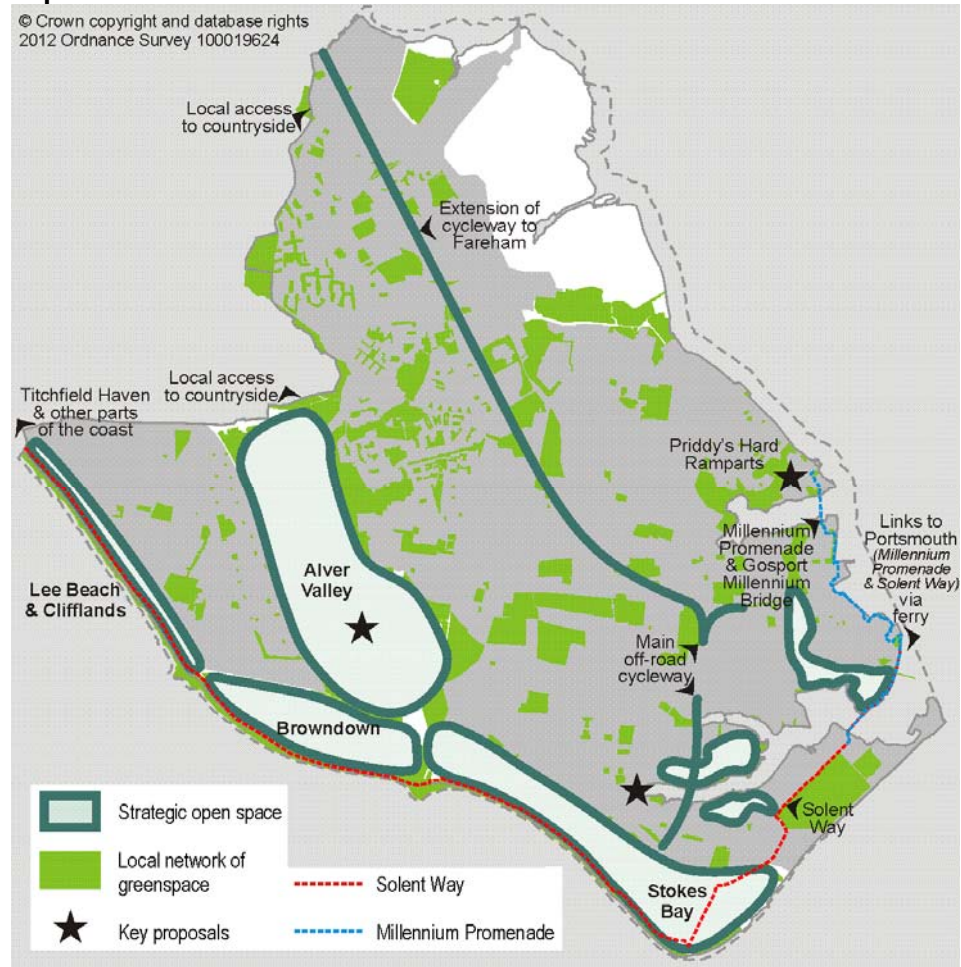 © Crown copyright and database rights
2012 Ordnance Survey 100019624
Local access
to countryside
Extension of
cycleway to
Fareham
Local access
to countryside
Titchfield Haven
& other parts
of the coast
Priddy's Hard
Ramparts
Millennium
Promenade
& Gosport
Millennium
Bridge
Links to
Portsmouth
(Millennium
Promenade
& Solent Way)
via
ferry
Alver
Valley
Lee Beach
& Clifflands
Main
off-road
cycleway
Browndown
Solent
Way
Stokes
Bay
Strategic open space
Local network of
greenspace
Solent Way
Key proposals
Millennium Promenade